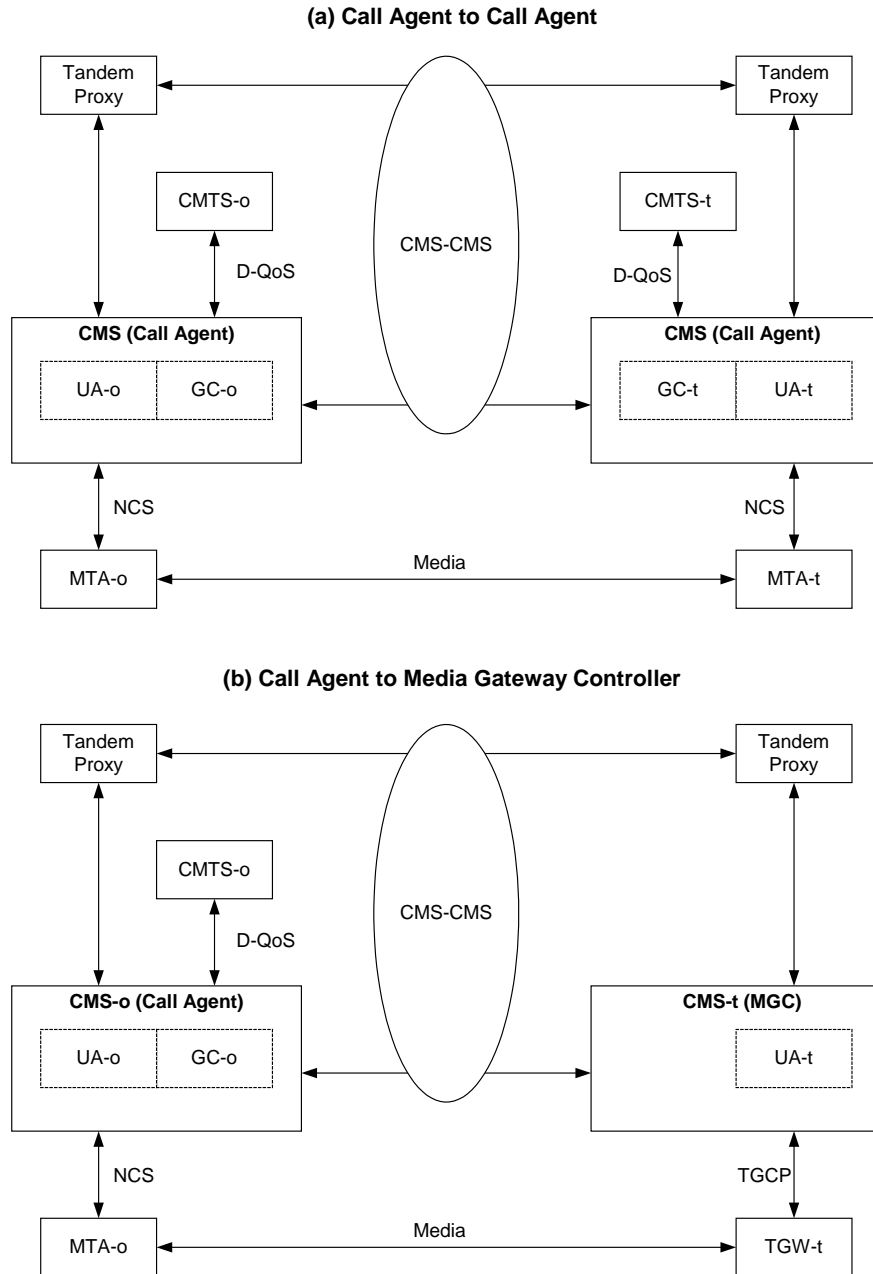 (a) Call Agent to Call Agent
Tandem
Proxy
Tandem
Proxy
CMTS-o
CMTS-t
CMS-CMS
D-QoS
D-QoS
CMS (Call Agent)
CMS (Call Agent)
UA-o
GC-o
GC-t
UA-t
NCS
NCS
Media
MTA-o
MTA-t
(b) Call Agent to Media Gateway Controller
Tandem
Proxy
Tandem
Proxy
CMTS-o
CMS-CMS
D-QoS
CMS-o (Call Agent)
CMS-t (MGC)
UA-o
GC-o
UA-t
NCS
TGCP
Media
MTA-o
TGW-t